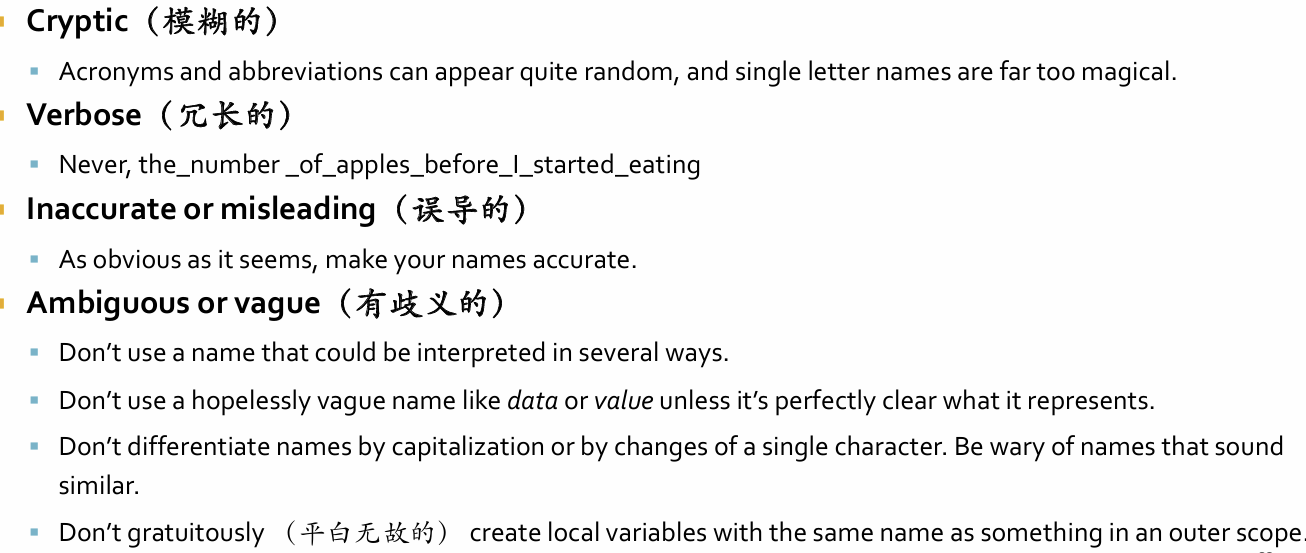 Cryptic（模糊的）
Acronyms and abbreviations can appear quite random, and single letter names are far too magical.
Verbose（冗长的）
Never, the_number _of_apples_before_I_started_eating
Inaccurate or misleading（误导的）
As obvious as it seems, make your names accurate.
Ambiguous or vague（有歧义的）
Don’t use a name that could be interpreted in several ways.
Don’t use a hopelessly vague name like data or value unless it’s perfectly clear what it represents.
Don’t differentiate names by capitalization or by changes of a single character. Be wary of names that sound
similar.
Don’t gratuitously （平白无故的） create local variables with the same name as something in an outer scope.